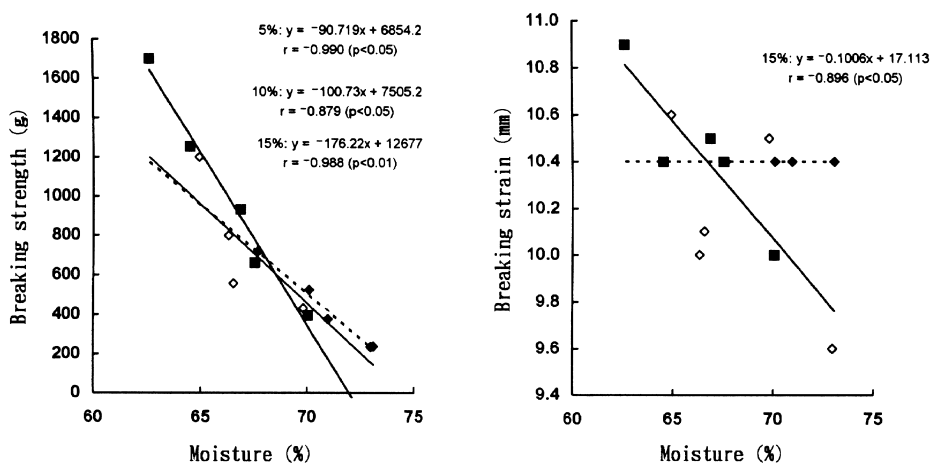 5%: y = −90.719x + 6854.2
r = −0.990 (p<0.05)
10%: y = −100.73x + 7505.2
r = −0.879 (p<0.05)
15%: y = −176.22x + 12677
r = −0.988 (p<0.01)
1800
1600
1400
1200
1000
800
600
400
200
0
60
65
70
75
Breaking strength (g)
Moisture (%)
15%: y = −0.1006x + 17.113
r = −0.896 (p<0.05)
11.0
10.8
10.6
10.4
10.2
10.0
9.8
9.6
9.4
60
65
70
75
Breaking strain (mm)
Moisture (%)